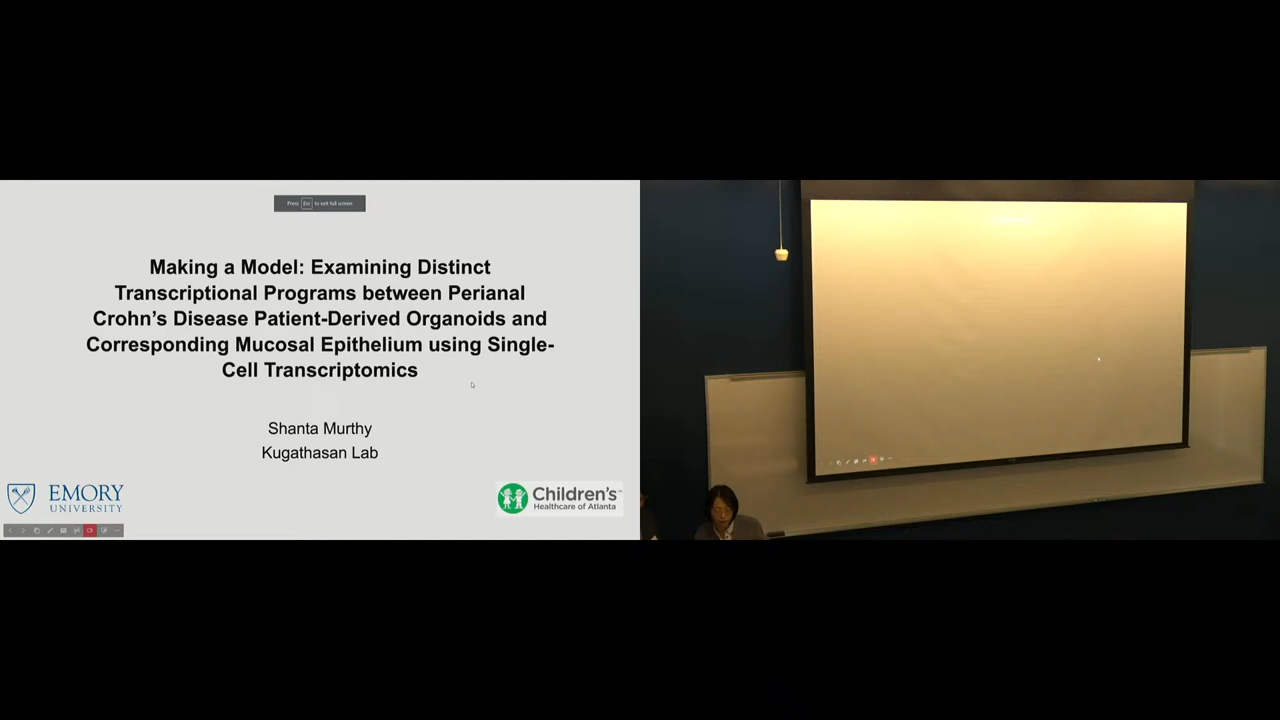 Press Esc to exit full screen
Making a Model: Examining Distinct
Transcriptional Programs between Perianal
Crohn's Disease Patient-Derived Organoids and
Corresponding Mucosal Epithelium using Single-
Cell Transcriptomics
Shanta Murthy
Kugathasan Lab
EMORY
UNIVERSITY
Children's™
Healthcare of Atlanta